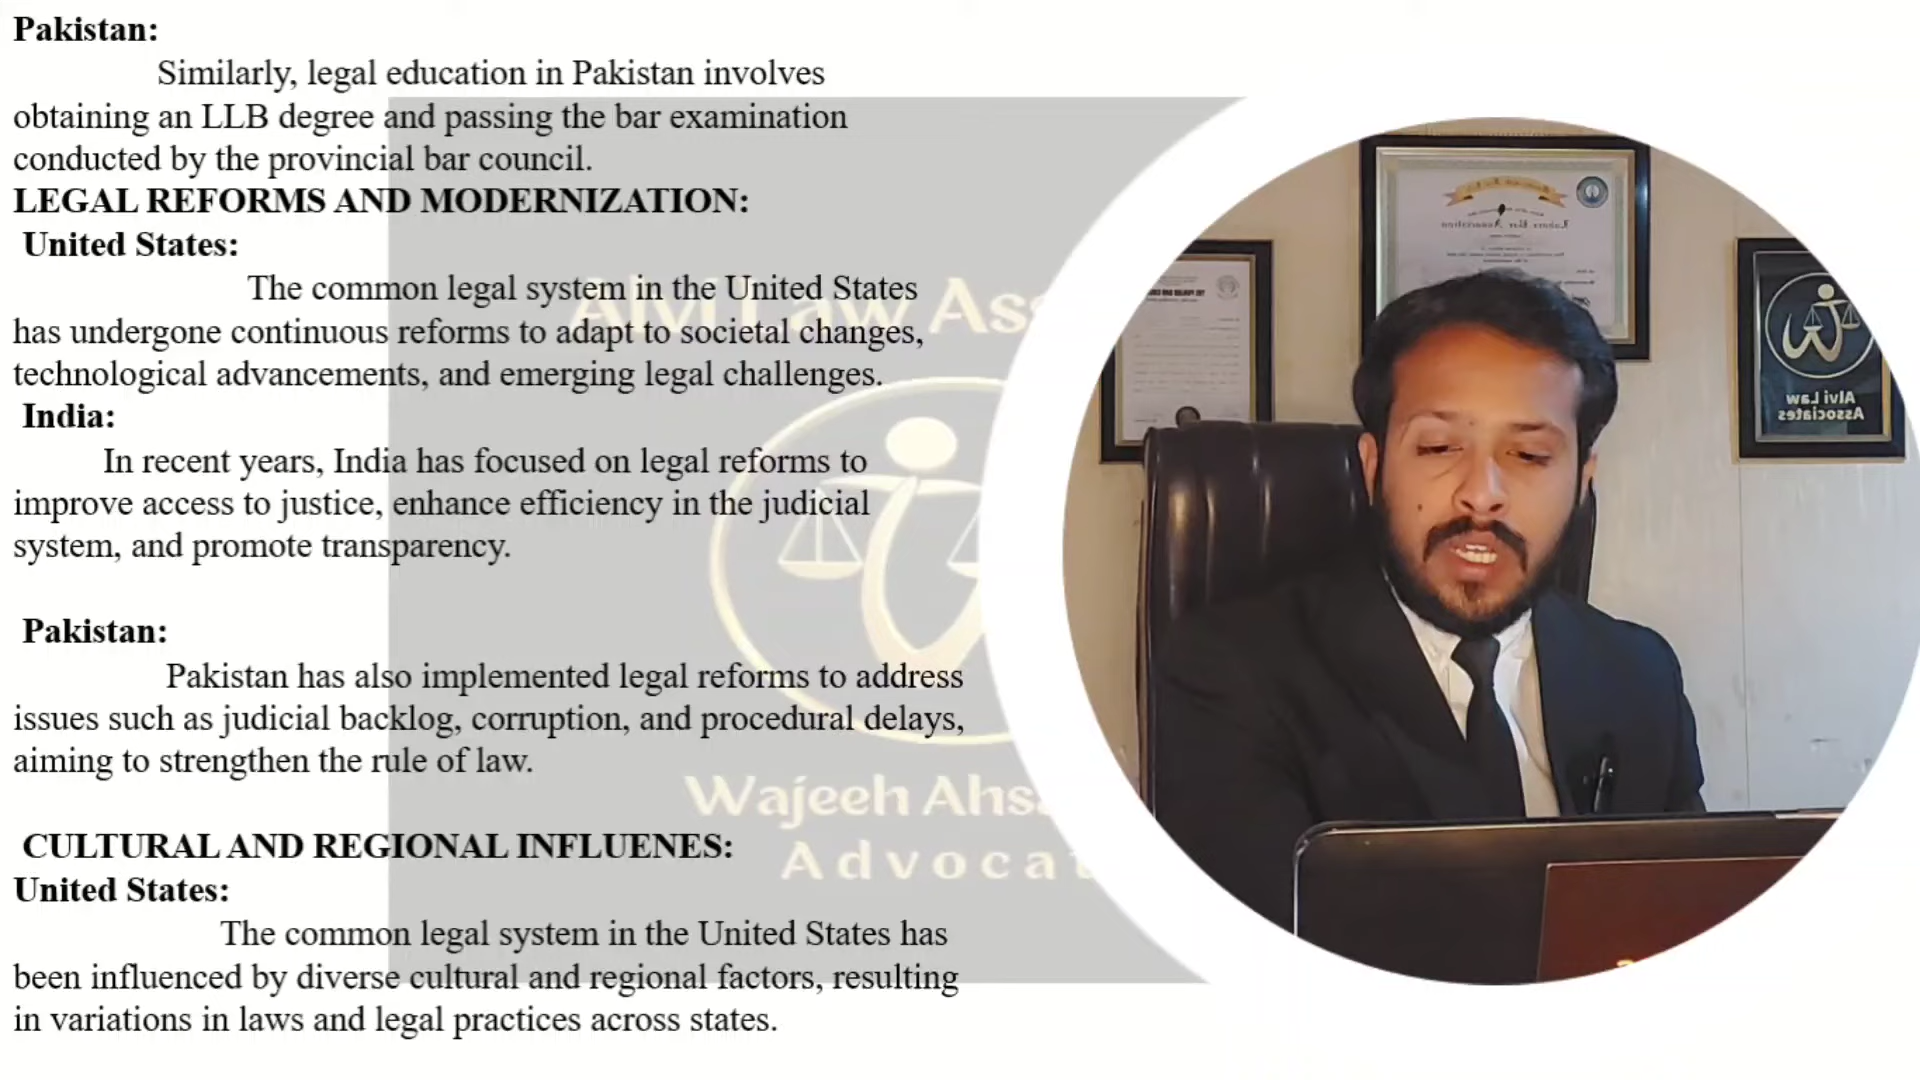 Pakistan:
Similarly, legal education in Pakistan involves
obtaining an LLB degree and passing the bar examination
conducted by the provincial bar council.
LEGAL REFORMS AND MODERNIZATION:
United States:
The common legal system in the United States
has undergone continuous reforms to adapt to societal changes,
technological advancements, and emerging legal challenges.
India:
In recent years, India has focused on legal reforms to
improve access to justice, enhance efficiency in the judicial
system, and promote transparency.
Pakistan:
Pakistan has also implemented legal reforms to address
issues such as judicial backlog, corruption, and procedural delays,
aiming to strengthen the rule of law.
CULTURAL AND REGIONAL INFLUENES:
United States:
The common legal system in the United States has
been influenced by diverse cultural and regional factors, resulting
in variations in laws and legal practices across states.
Alvi Law Ass
Wajeeh Ahs
Advocat
Lahore Bar Association
Alvi Law
Associates